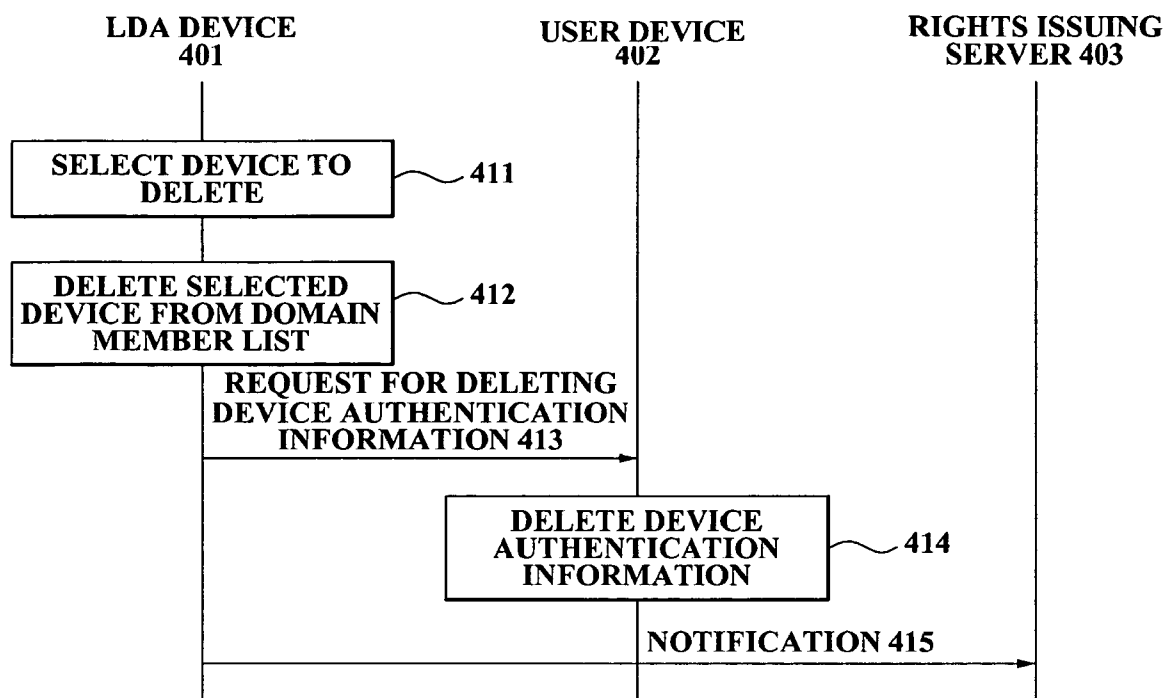 LDA DEVICE
401
USER DEVICE
402
RIGHTS ISSUING
SERVER 403
SELECT DEVICE TO
DELETE
411
DELETE SELECTED
DEVICE FROM DOMAIN
MEMBER LIST
412
REQUEST FOR DELETING
DEVICE AUTHENTICATION
INFORMATION 413
DELETE DEVICE
AUTHENTICATION
INFORMATION
414
NOTIFICATION 415